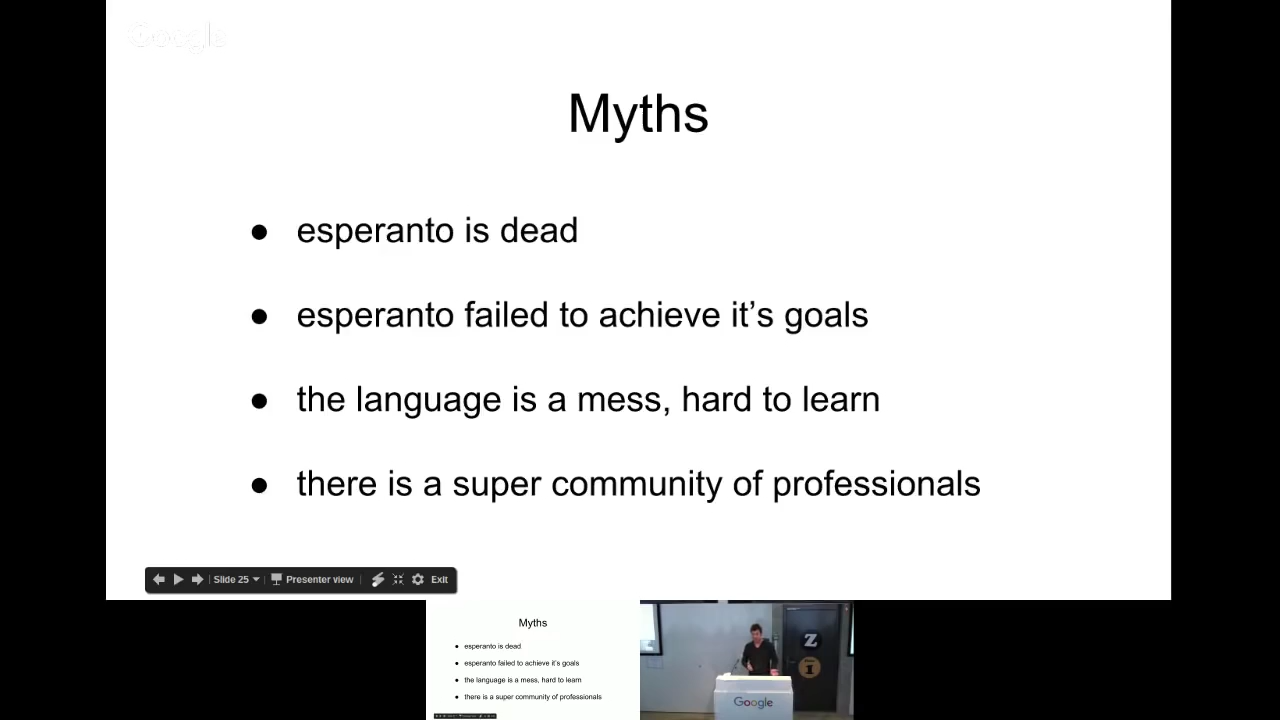 Google
Myths
● esperanto is dead
● esperanto failed to achieve it’s goals
● the language is a mess, hard to learn
● there is a super community of professionals
Slide 25
Presenter view
Exit
Myths
● esperanto is dead
● esperanto failed to achieve it’s goals
● the language is a mess, hard to learn
● there is a super community of professionals
Z
1
Google